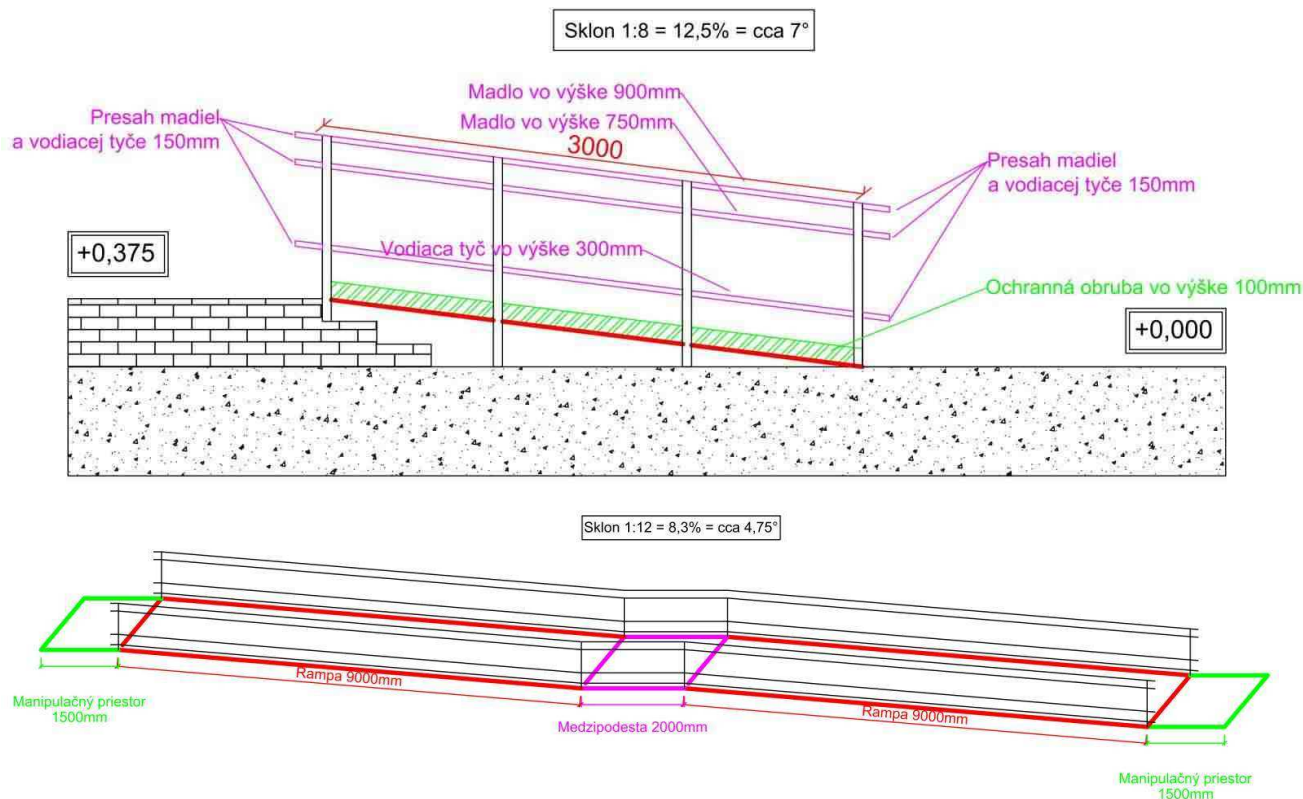 Sklon 1:8 = 12,5% = cca 7°
Madlo vo výške 900mm
Presah madiel
a vodiacej tyče 150mm
Madlo vo výške 750mm
3000
Presah madiel
a vodiacej tyče 150mm
+0,375
Vodiaca tyč vo výške 300mm
Ochranná obruba vo výške 100mm
+0,000
Sklon 1:12 = 8,3% = cca 4,75°
Rampa 9000mm
Manipulačný priestor
1500mm
Medzipodesta 2000mm
Rampa 9000mm
Manipulačný priestor
1500mm